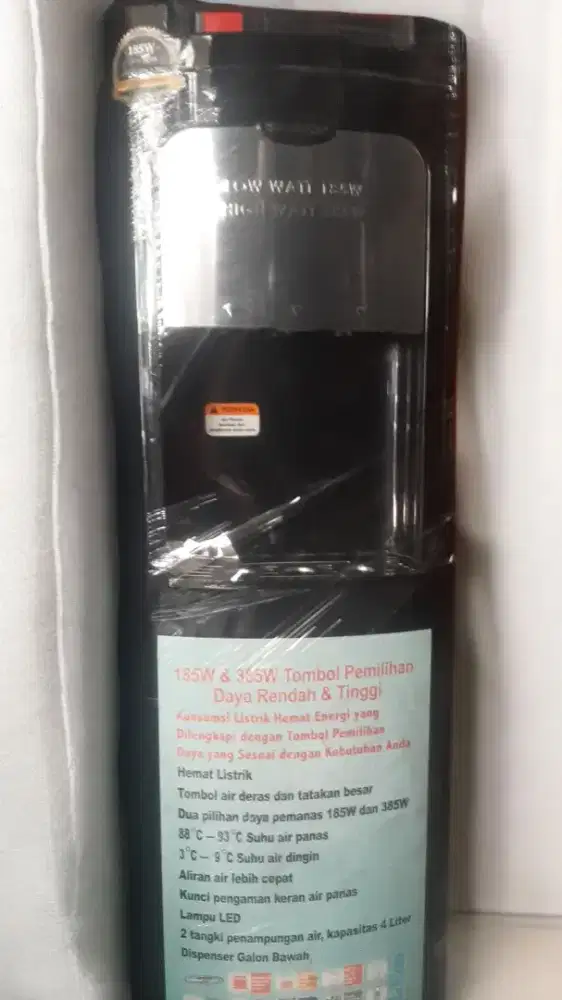 185W
LOW WATT 185W
HIGH WATT
185W & 385W Tombol Pemilihan
Daya Rendah & Tinggi
Konsumsi Listrik Hemat Energi yang
Dilengkapi dengan Tombol Pemilihan
Daya yang Sesuai dengan Kebutuhan Anda
Hemat Listrik
Tombol air deras dan tatakan besar
Dua pilihan daya pemanas 185W dan 385W
88°C – 93°C Suhu air panas
3°C – 9°C Suhu air dingin
Aliran air lebih cepat
Kunci pengaman keran air panas
Lampu LED
2 tangki penampungan air, kapasitas 4 Liter
Dispenser Galon Bawah